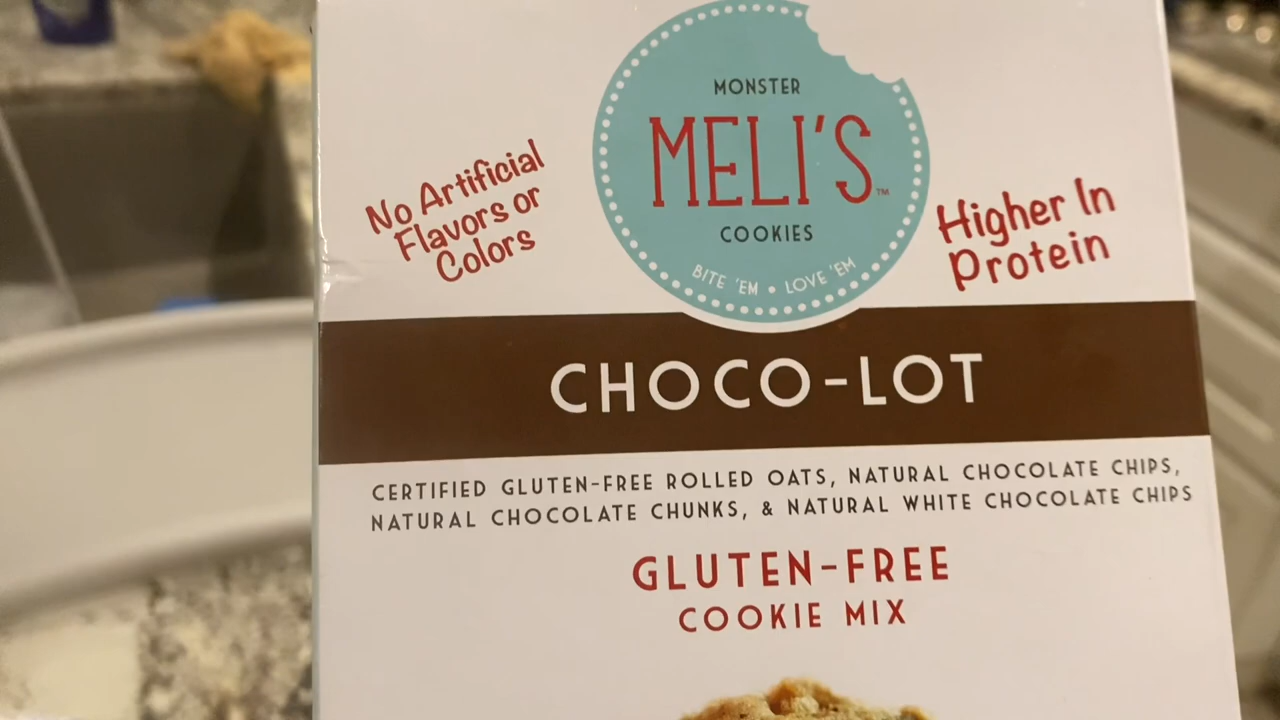 MONSTER
MELI'S™
COOKIES
BITE 'EM • LOVE 'EM
No Artificial
Flavors or
Colors
Higher In
Protein
CHOCO-LOT
CERTIFIED GLUTEN-FREE ROLLED OATS, NATURAL CHOCOLATE CHIPS,
NATURAL CHOCOLATE CHUNKS, & NATURAL WHITE CHOCOLATE CHIPS
GLUTEN-FREE
COOKIE MIX